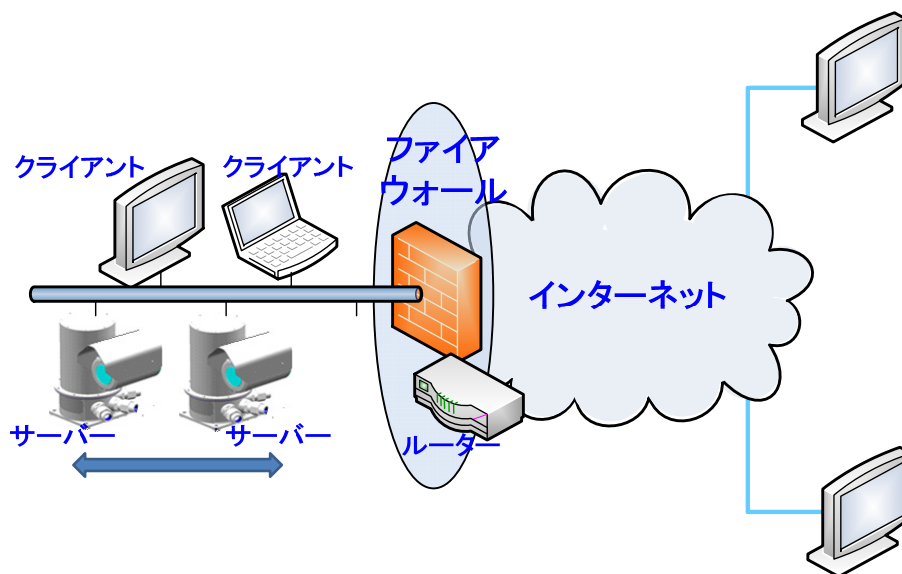 クライアント
クライアント
ファイア
ウォール
インターネット
サーバー
サーバー
ルーター